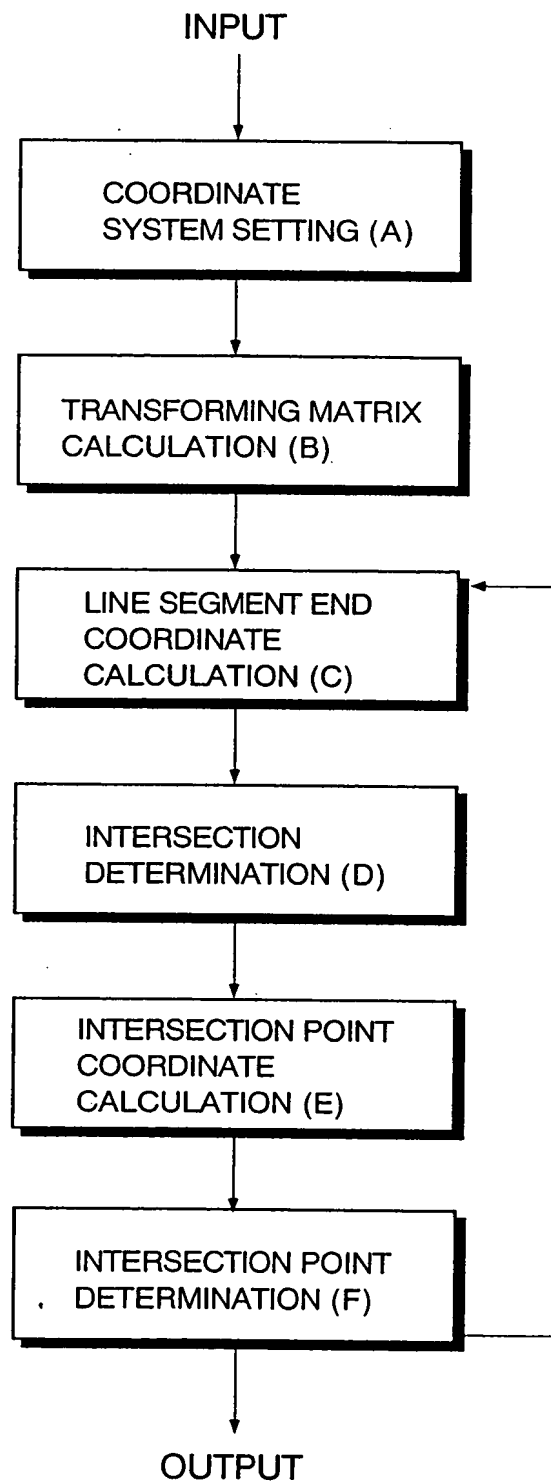 INPUT
COORDINATE
SYSTEM SETTING (A)
TRANSFORMING MATRIX
CALCULATION (B)
LINE SEGMENT END
COORDINATE
CALCULATION (C)
INTERSECTION
DETERMINATION (D)
INTERSECTION POINT
COORDINATE
CALCULATION (E)
INTERSECTION POINT
DETERMINATION (F)
OUTPUT